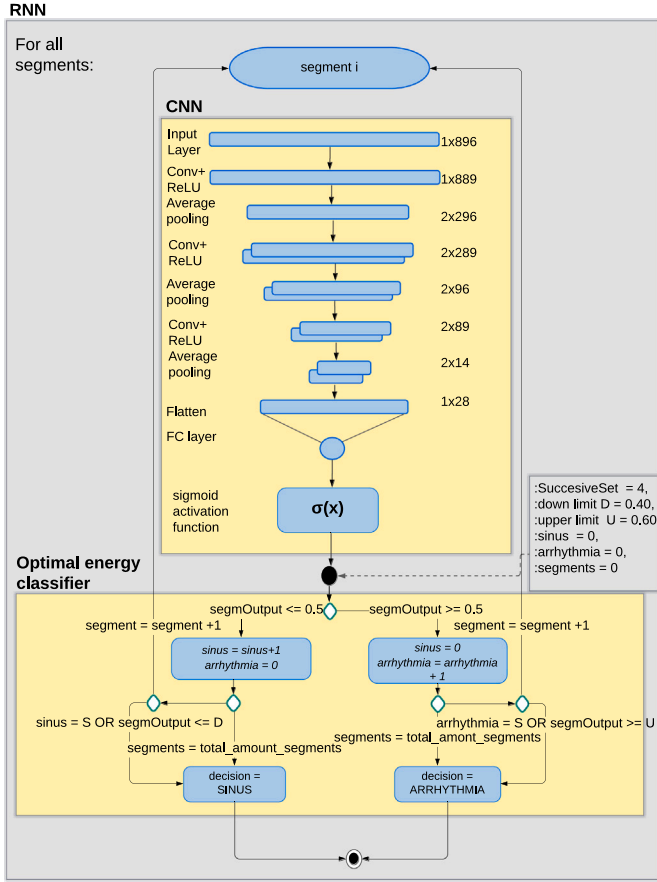 RNN
For all
segments:
segment i
CNN
Input
Layer
1x896
Conv+
ReLU
1x889
Average
pooling
2x296
Conv+
ReLU
2x289
Average
pooling
2x96
Conv+
ReLU
2x89
Average
pooling
2x14
Flatten
1x28
FC layer
sigmoid
activation
function
σ(x)
:SuccesiveSet = 4,
:down limit D = 0.40,
:upper limit U = 0.60
:sinus = 0,
:arrhythmia = 0,
:segments = 0
Optimal energy
classifier
segmOutput <= 0.5
segmOutput >= 0.5
segment = segment +1
segment = segment +1
sinus = sinus+1
arrhythmia = 0
sinus = 0
arrhythmia = arrhythmia
+ 1
sinus = S OR segmOutput <= D
arrhythmia = S OR segmOutput >= U
segments = total_amount_segments
segments = total_amont_segments
decision =
SINUS
decision =
ARRHYTHMIA